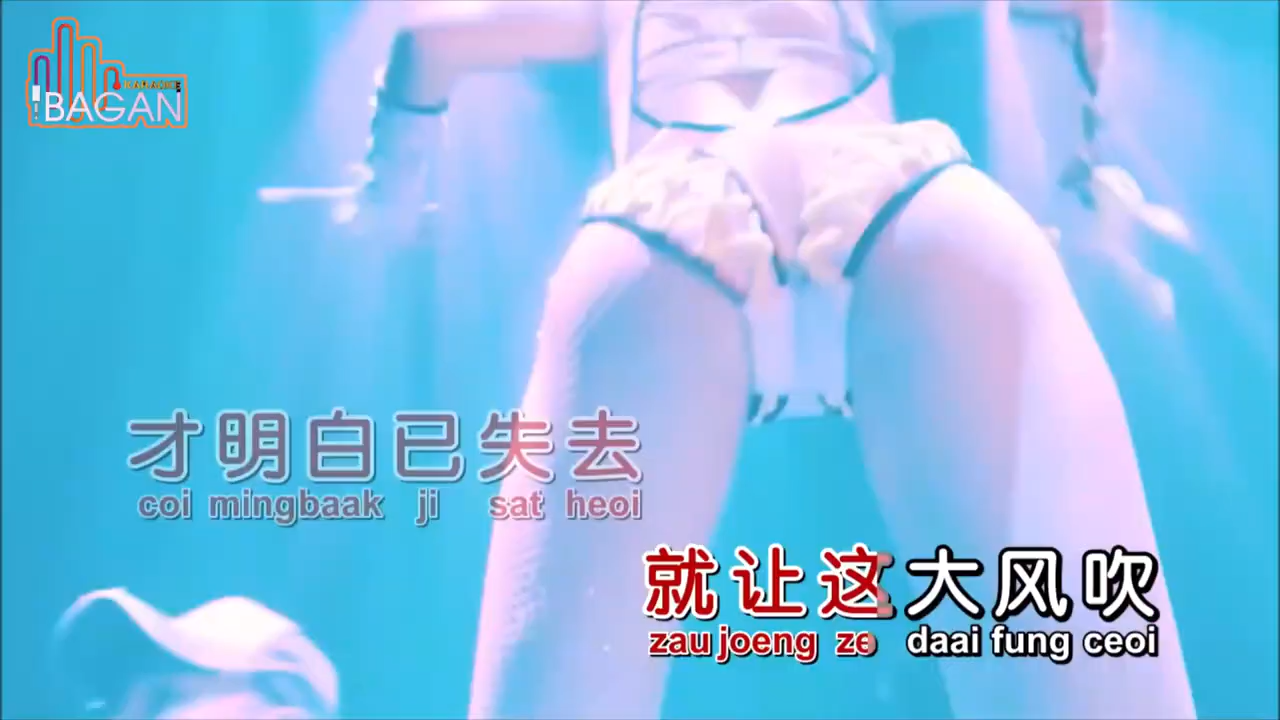 KARAOKE
BAGAN
才明白已失去
coi mingbaak ji sat heoi
就让这大风吹
zau joeng ze daai fung ceoi